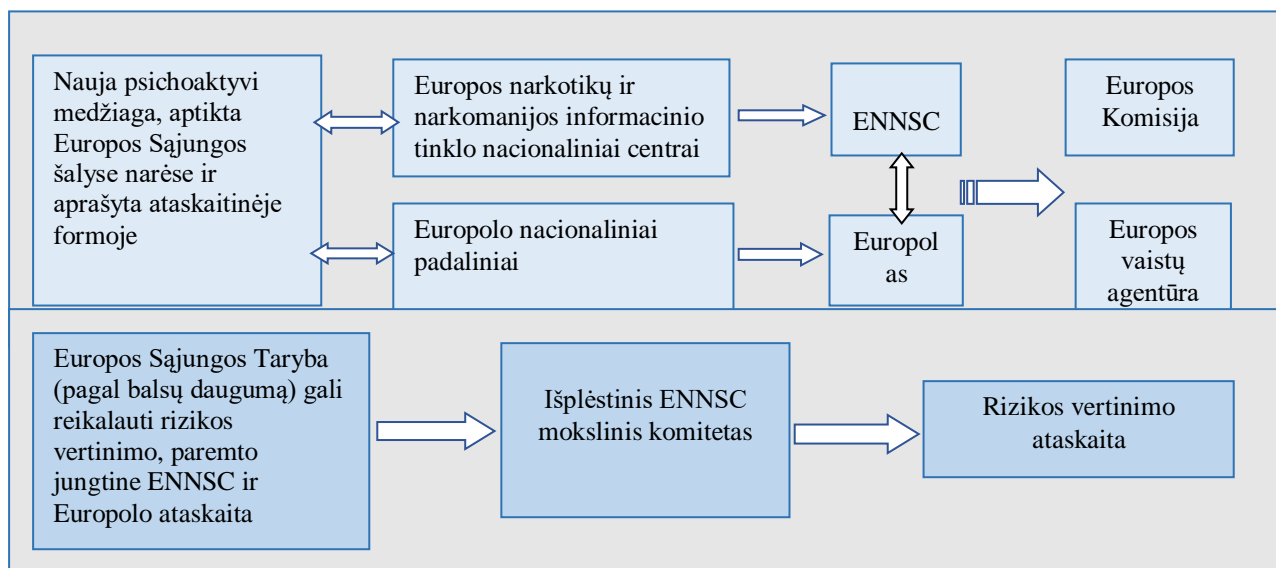 Nauja psichoaktyvi
medžiaga, aptikta
Europos Sąjungos
šalyse narėse ir
aprašyta ataskaitinėje
formoje
Europos narkotikų ir
narkomanijos informacinio
tinklo nacionaliniai centrai
ENNSC
Europos
Komisija
Europolo nacionaliniai
padaliniai
Europol
as
Europos
vaistų
agentūra
Europos Sąjungos Taryba
(pagal balsų daugumą) gali
reikalauti rizikos
vertinimo, paremto
jungtine ENNSC ir
Europolo ataskaita
Išplėstinis ENNSC
mokslinis komitetas
Rizikos vertinimo
ataskaita